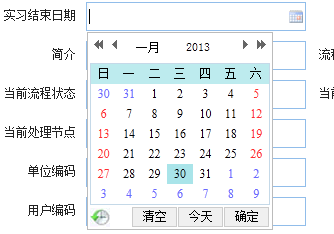 实习结束日期
一月 2013
简介
流程
日 一 二 三 四 五 六
30 31 1 2 3 4 5
当前流程状态
当前
6 7 8 9 10 11 12
13 14 15 16 17 18 19
当前处理节点
20 21 22 23 24 25 26
27 28 29 30 31 1 2
单位编码
3 4 5 6 7 8 9
用户编码
清空 今天 确定